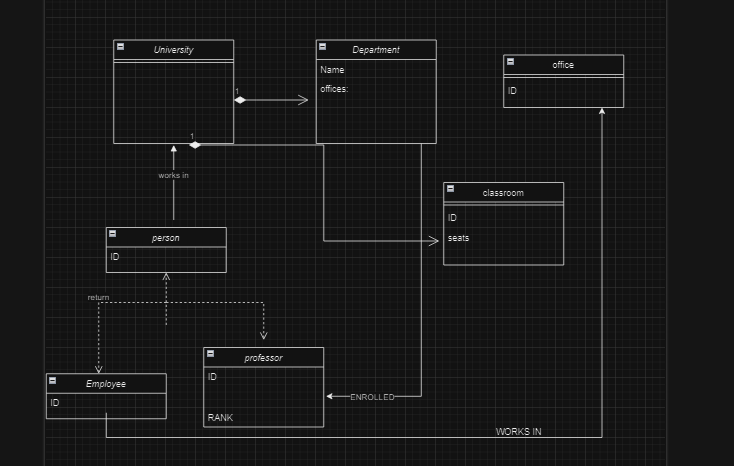 University
Department
Name
offices:
office
ID
1
1
works in
classroom
ID
seats
person
ID
return
professor
ID
RANK
Employee
ID
ENROLLED
WORKS IN